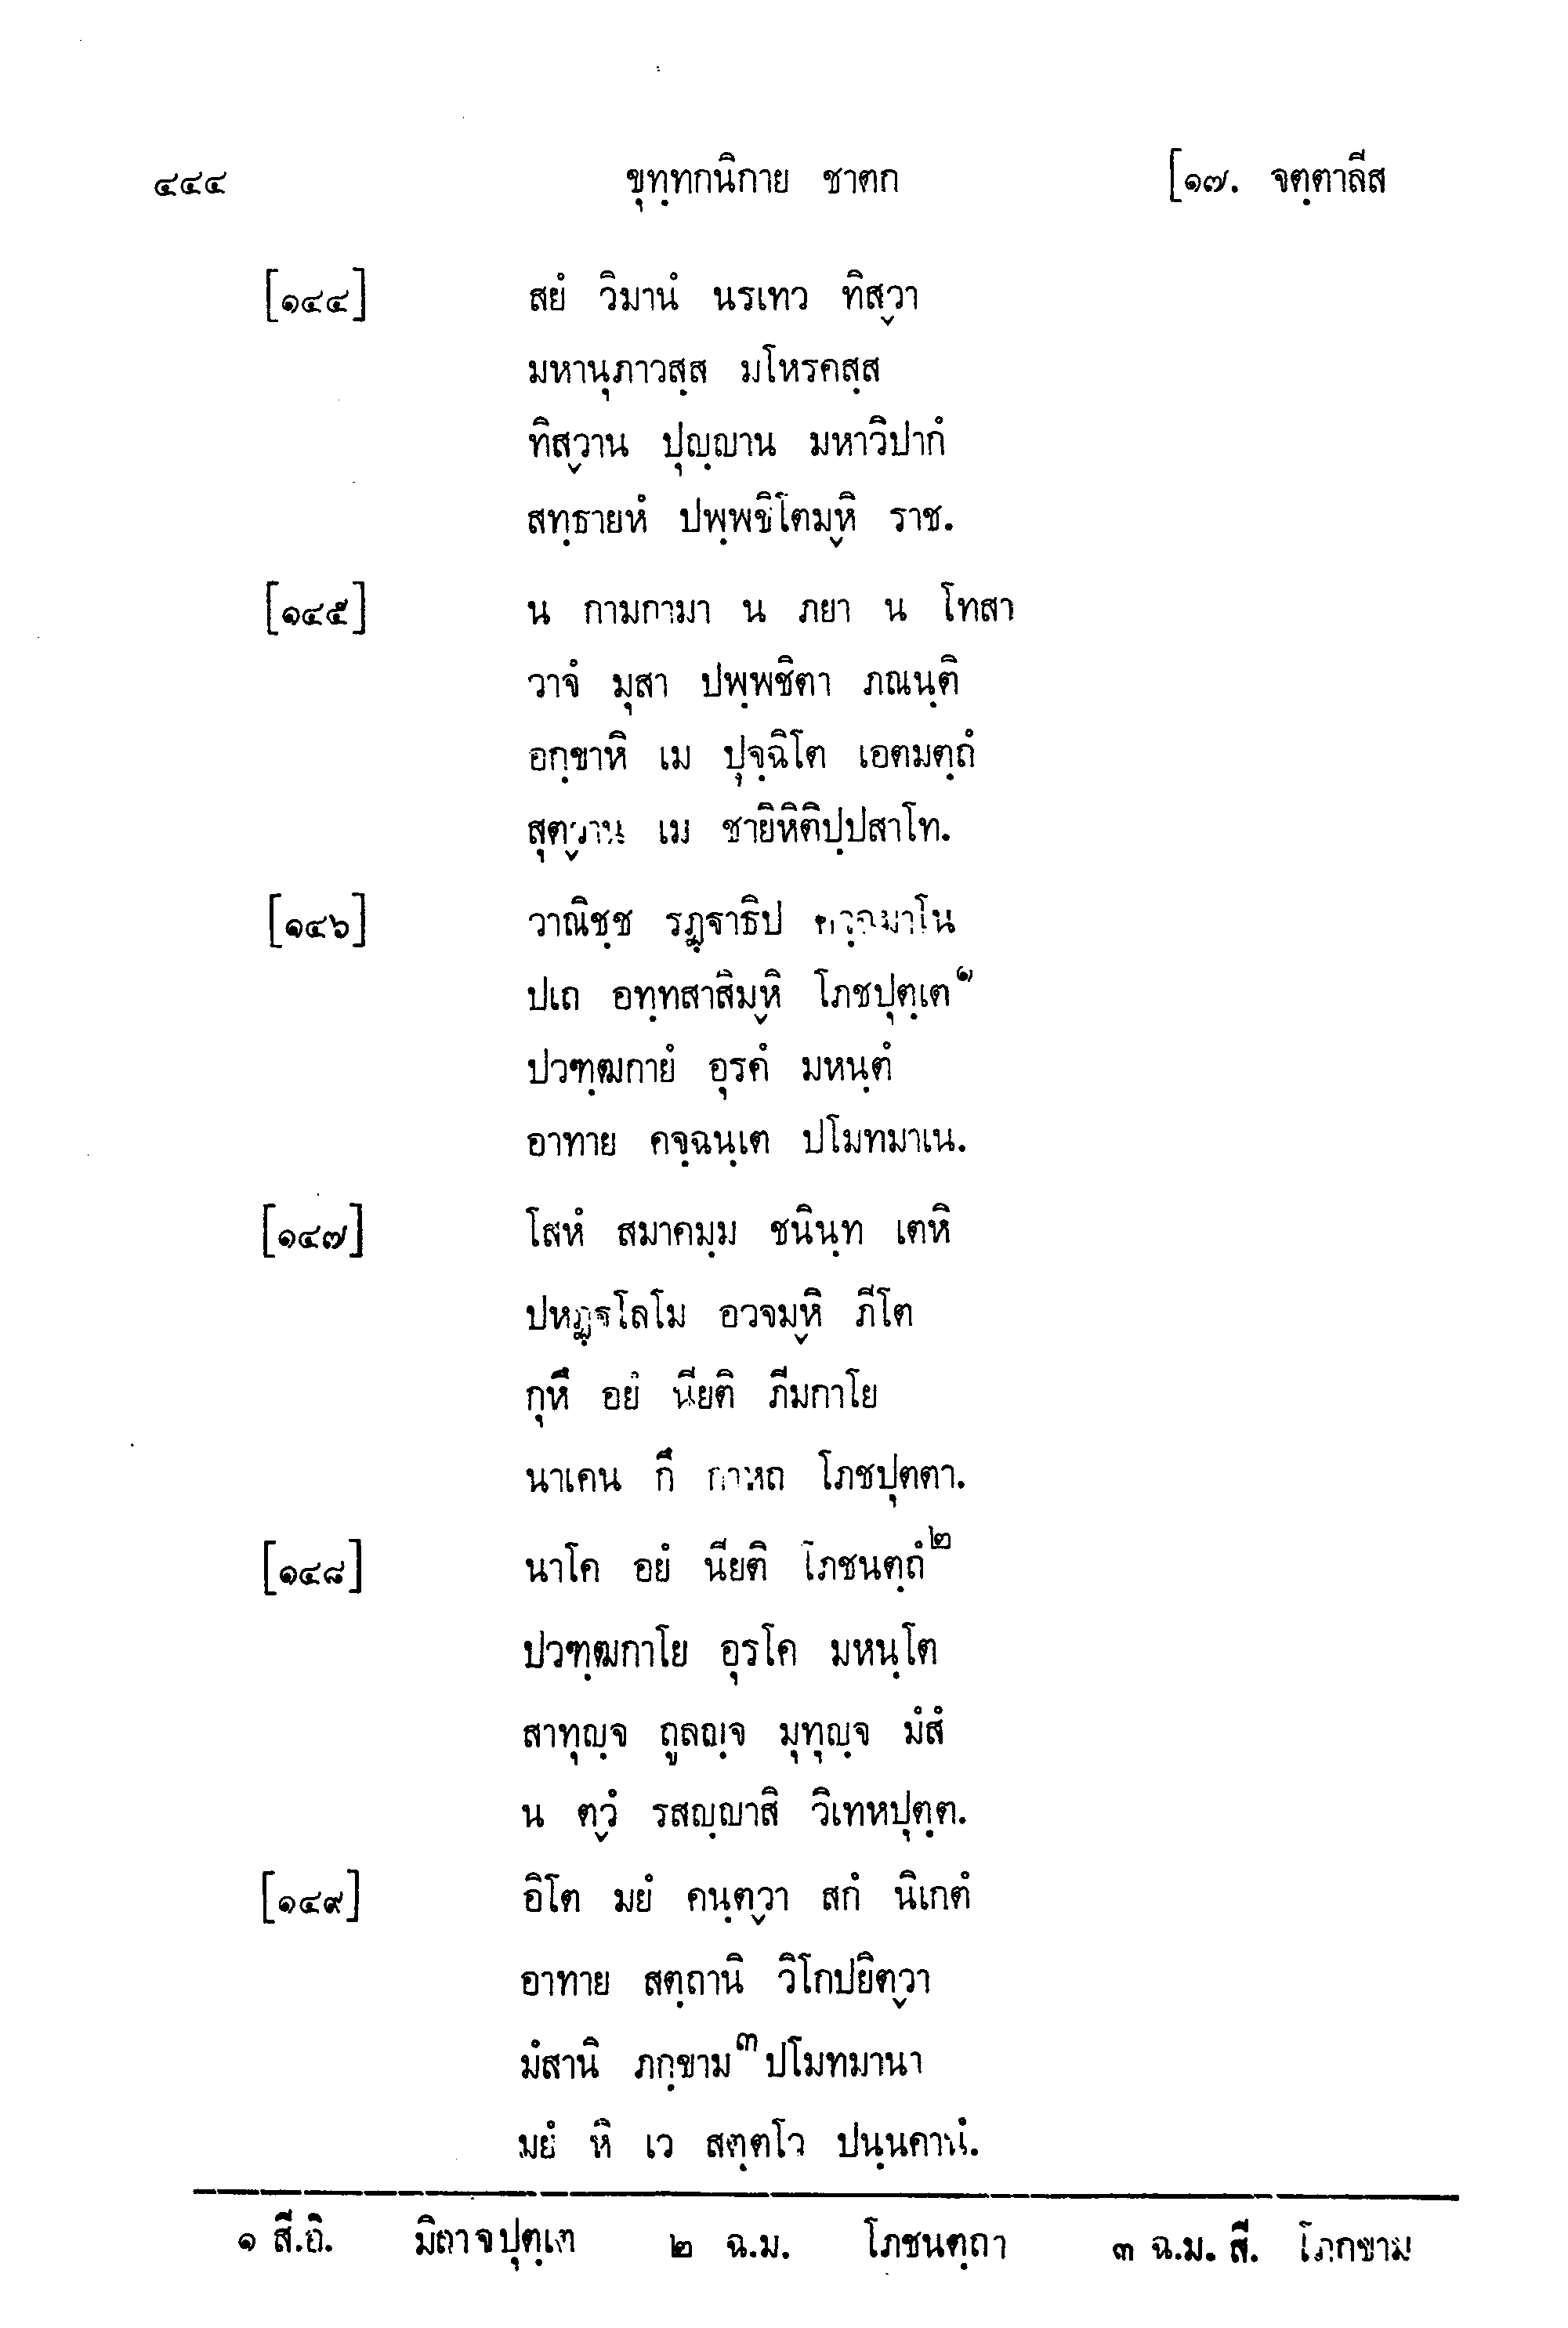 ๔๔๔ ขุทฺทกนิกาย ชาตก [๑๗. จตฺตาลีส
[๑๔๔] สยํ วิมานํ นรเทว ทิสฺวา
มหานุภาวสฺส มโหรคสฺส
ทิสฺวาน ปุญฺญาน มหาวิปากํ
สทฺธายหํ ปพฺพชิโตมฺหิ ราช.
[๑๔๕] น กามกามา น ภยา น โทสา
วาจํ มุสา ปพฺพชิตา ภณนฺติ
อกฺขาหิ เม ปุจฺฉิโต เอตมตฺถํ
สุตฺวาน เม ชายิหิติปฺปสาโท.
[๑๔๖] วาณิชฺช รฏฺฐาธิป
ปเถ อทฺทสาสิมฺหิ โภชปุตฺเต๑
ปวฑฺฒกายํ อุรคํ มหนฺตํ
อาทาย คจฺฉนฺเต ปโมทมาเน.
[๑๔๗] โสหํ สมาคมฺม ชนินฺท เตหิ
ปหฏฺฐโลโม อวจมฺหิ ภีโต
กุหึ อยํ นียติ ภีมกาโย
นาเคน กึ กาหถ โภชปุตตา.
[๑๔๘] นาโค อยํ นียติ โภชนตฺถํ๒
ปวฑฺฒกาโย อุรโค มหนฺโต
สาทุญฺจ ถูลญฺจ มุทุญฺจ มํสํ
น ตฺวํ รสญฺญาสิ วิเทหปุตฺต.
[๑๔๙] อิโต มยํ คนฺตฺวา สกํ นิเกตํ
อาทาย สตฺถานิ วิโกปยิตฺวา
มํสานิ ภกฺขาม๓ ปโมทมานา
มยํ หิ เว สตฺตโว ปนฺนคานํ.
๑ สี.อิ. มิถาจปุตฺเต ๒ ฉ.ม. โภชนตฺถา ๓ ฉ.ม. สี. โภกขาม